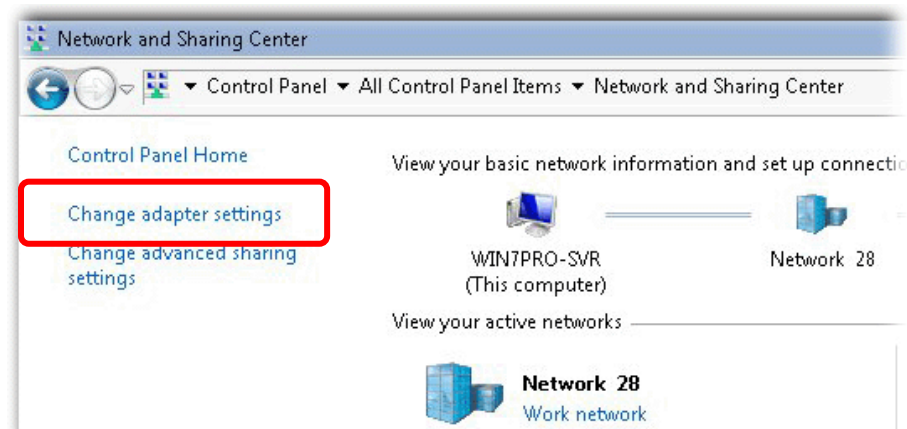 Network and Sharing Center
Control Panel All Control Panel Items Network and Sharing Center
Control Panel Home
Change adapter settings
Change advanced sharing
settings
View your basic network information and set up
WIN7PRO-SVR
(This computer)
Network 28
View your active networks
Network 28
Work network